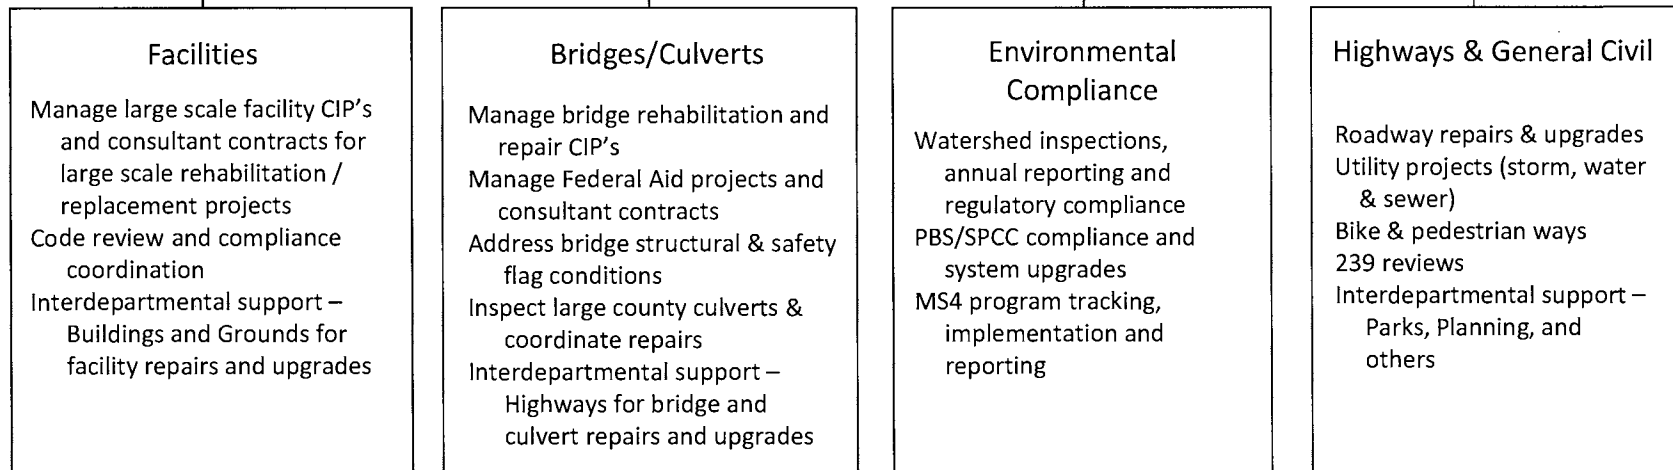 Facilities
Manage large scale facility CIP's
and consultant contracts for
large scale rehabilitation /
replacement projects
Code review and compliance
coordination
Interdepartmental support –
Buildings and Grounds for
facility repairs and upgrades
Bridges/Culverts
Manage bridge rehabilitation and
repair CIP's
Manage Federal Aid projects and
consultant contracts
Address bridge structural & safety
flag conditions
Inspect large county culverts &
coordinate repairs
Interdepartmental support –
Highways for bridge and
culvert repairs and upgrades
Environmental
Compliance
Watershed inspections,
annual reporting and
regulatory compliance
PBS/SPCC compliance and
system upgrades
MS4 program tracking,
implementation and
reporting
Highways & General Civil
Roadway repairs & upgrades
Utility projects (storm, water
& sewer)
Bike & pedestrian ways
239 reviews
Interdepartmental support –
Parks, Planning, and
others